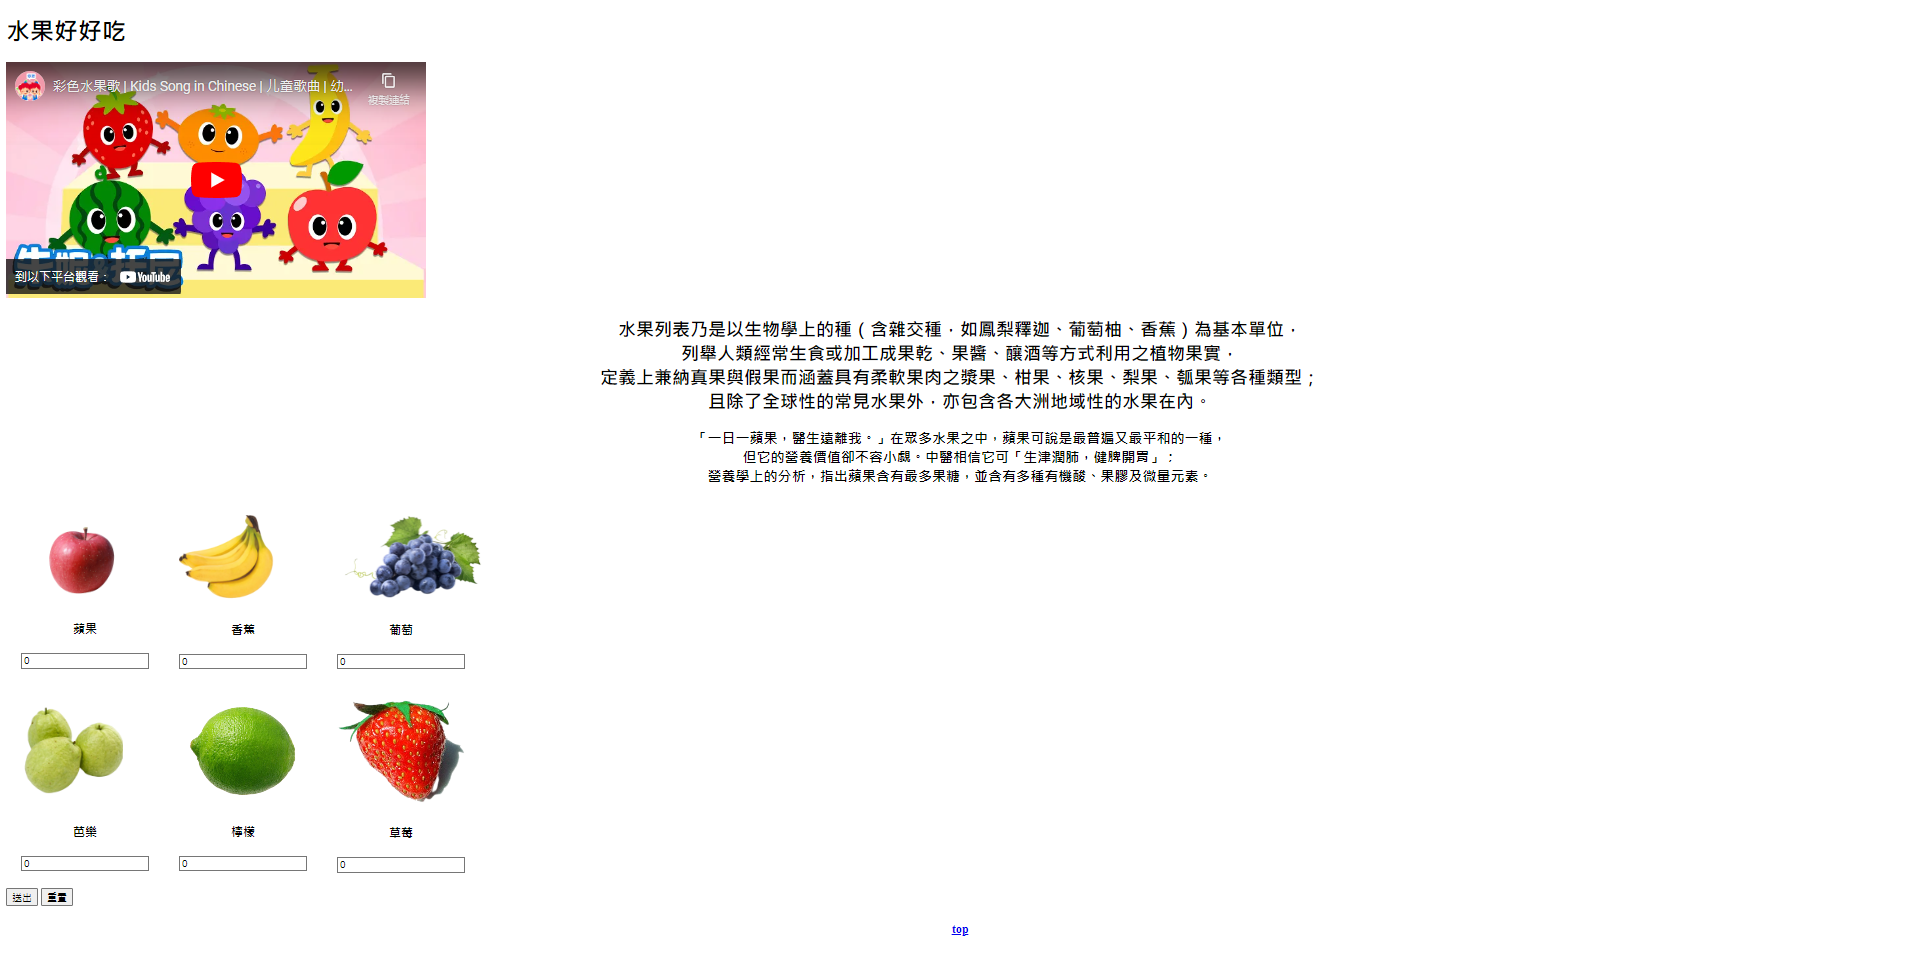 水果好好吃
彩色水果歌 | Kids Song in Chinese | 儿童歌曲 | 幼...
複製連結
到以下平台觀看：
YouTube
水果列表乃是以生物學上的種（含雜交種，如鳳梨釋迦、葡萄柚、香蕉）為基本單位，
列舉人類經常生食或加工成果乾、果醬、釀酒等方式利用之植物果實，
定義上兼納真果與假果而涵蓋具有柔軟果肉之漿果、柑果、核果、梨果、瓠果等各種類型；
且除了全球性的常見水果外，亦包含各大洲地域性的水果在內。
「一日一蘋果，醫生遠離我。」在眾多水果之中，蘋果可說是最普遍又最平和的一種，
但它的營養價值卻不容小覷。中醫相信它可「生津潤肺，健脾開胃」；
營養學上的分析，指出蘋果含有最多果糖，並含有多種有機酸、果膠及微量元素。
蘋果 香蕉 葡萄
0 0 0
芭樂 檸檬 草莓
0 0 0
送出 重置
top